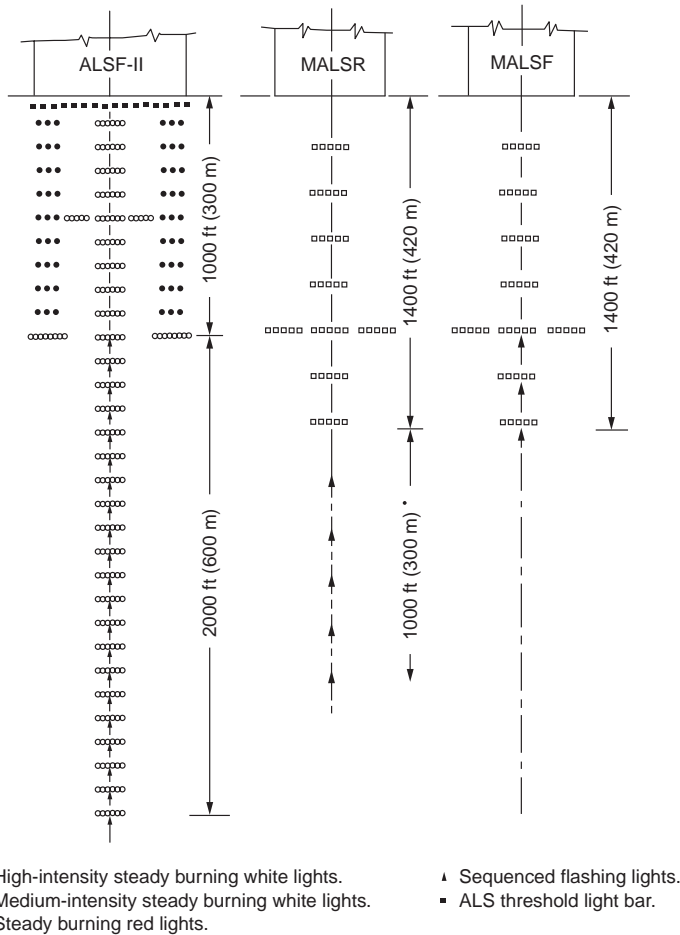 ALSF-II
MALSR
MALSF
1000 ft (300 m)
2000 ft (600 m)
1400 ft (420 m)
1000 ft (300 m)
1400 ft (420 m)
High-intensity steady burning white lights.
Medium-intensity steady burning white lights.
Steady burning red lights.
Sequenced flashing lights.
ALS threshold light bar.